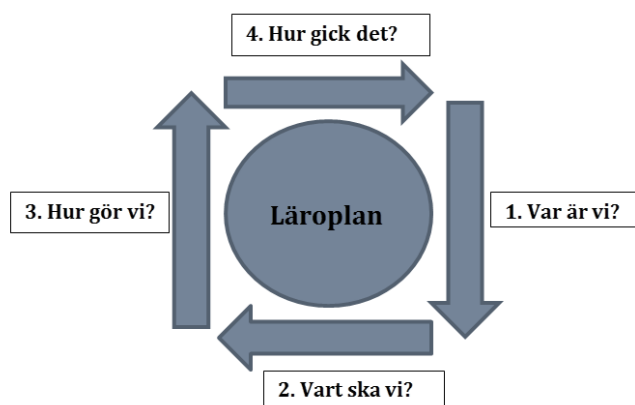 4. Hur gick det?
3. Hur gör vi?
Läroplan
1. Var är vi?
2. Vart ska vi?